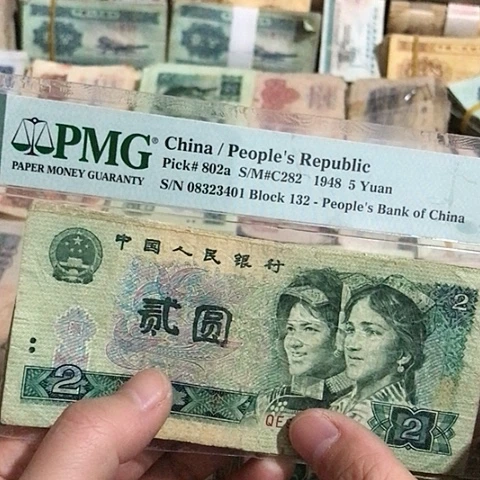 PMG® China / People's Republic
PAPER MONEY GUARANTY
Pick# 802a S/M#C282 1948 5 Yuan
S/N 08323401 Block 132 - People's Bank of China
中国人民银行
贰圆
2
2
2
QE